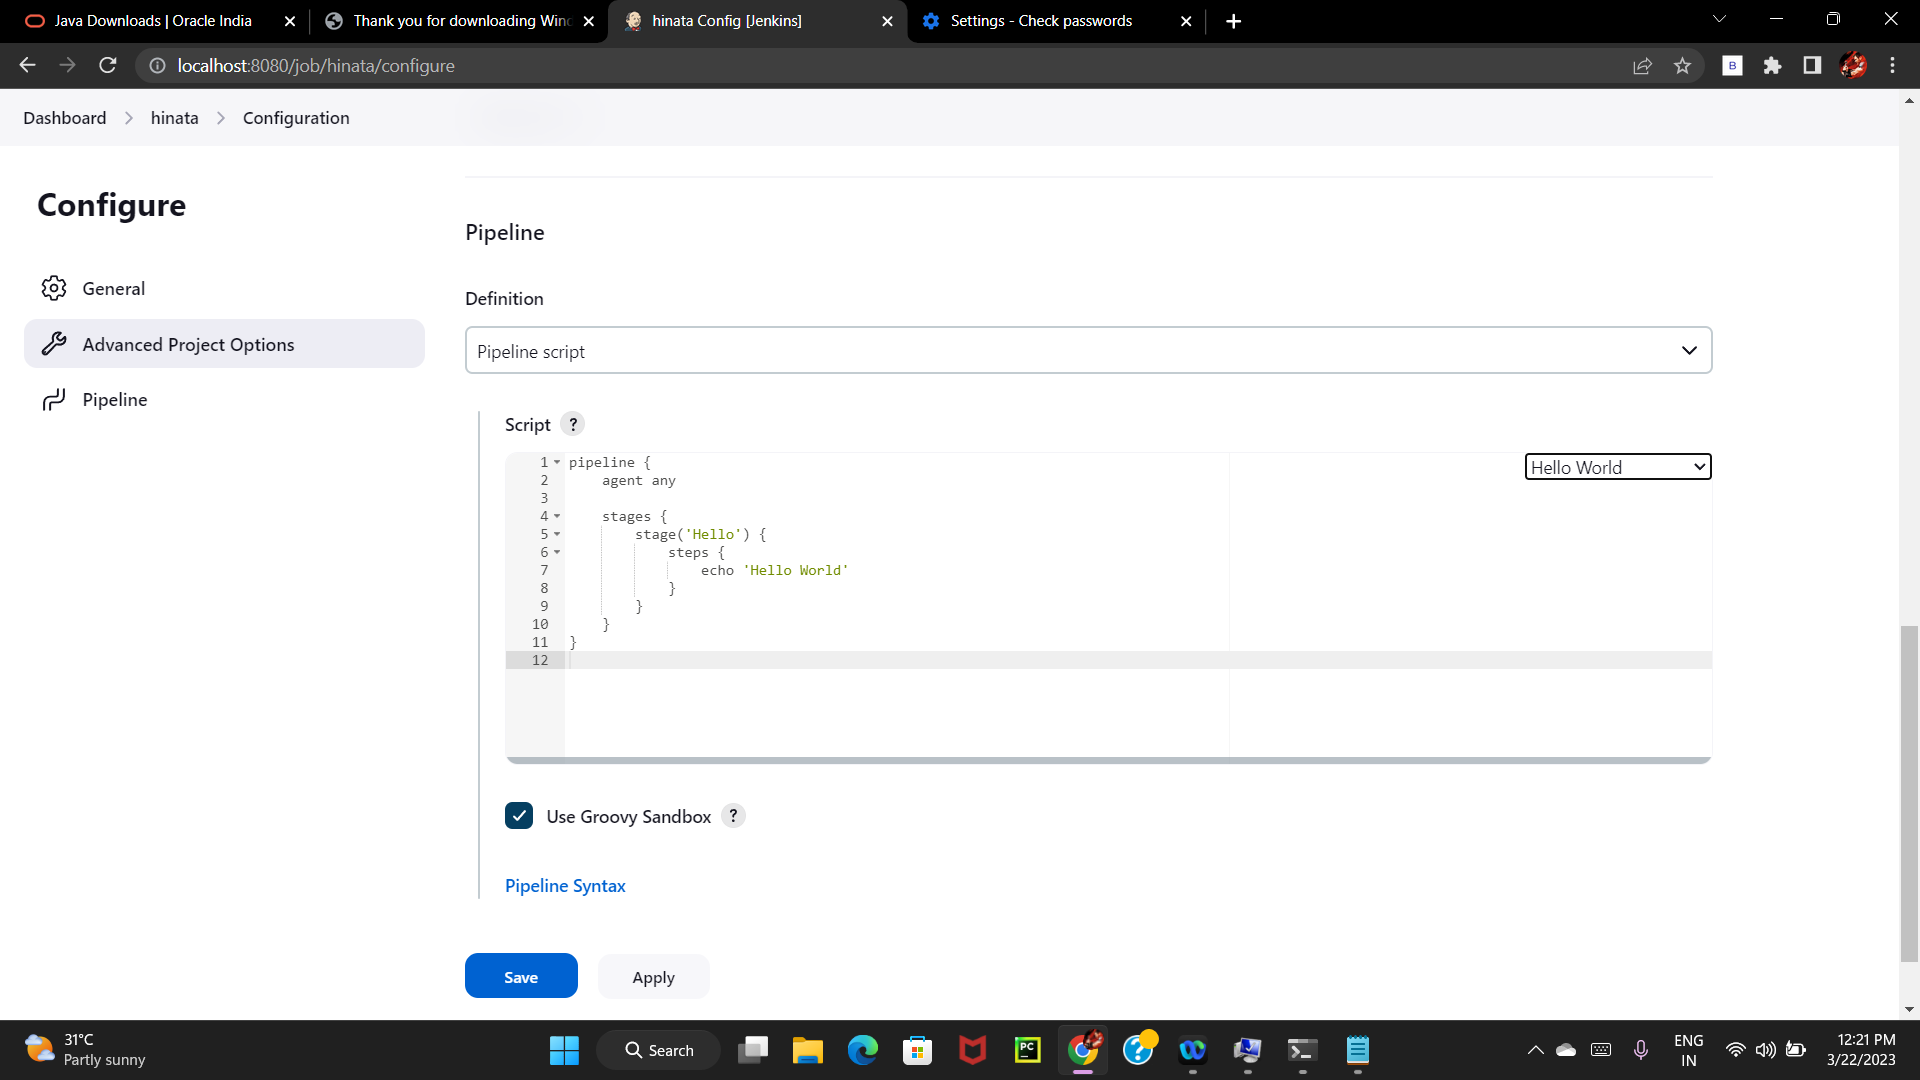 Java Downloads | Oracle India
Thank you for downloading Winc
hinata Config [Jenkins]
Settings - Check passwords
localhost:8080/job/hinata/configure
B
Dashboard > hinata > Configuration
Configure
General
Advanced Project Options
Pipeline
Pipeline
Definition
Pipeline script
Script ?
Hello World
1 pipeline {
2     agent any
3
4     stages {
5         stage('Hello') {
6             steps {
7                 echo 'Hello World'
8             }
9         }
10     }
11 }
12
Use Groovy Sandbox ?
Pipeline Syntax
Save
Apply
31°C
Partly sunny
Search
PC
ENG
IN
12:21 PM
3/22/2023